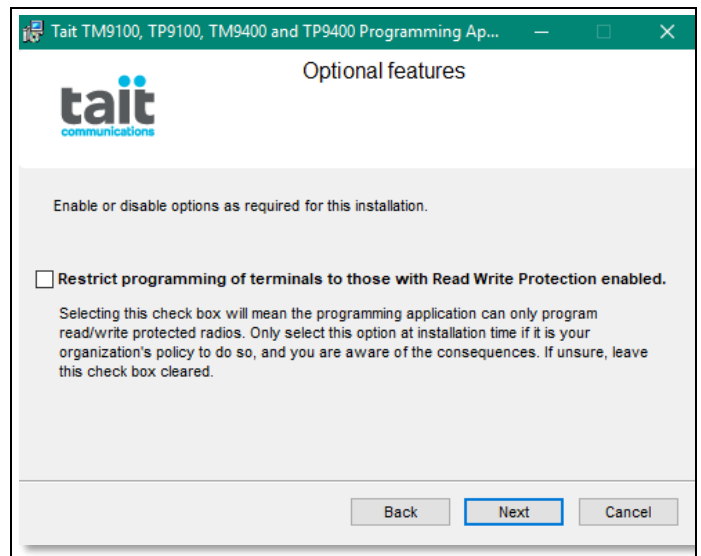 Tait TM9100, TP9100, TM9400 and TP9400 Programming Ap...
Optional features
tait
communications
Enable or disable options as required for this installation.
Restrict programming of terminals to those with Read Write Protection enabled.
Selecting this check box will mean the programming application can only program
read/write protected radios. Only select this option at installation time if it is your
organization's policy to do so, and you are aware of the consequences. If unsure, leave
this check box cleared.
Back
Next
Cancel